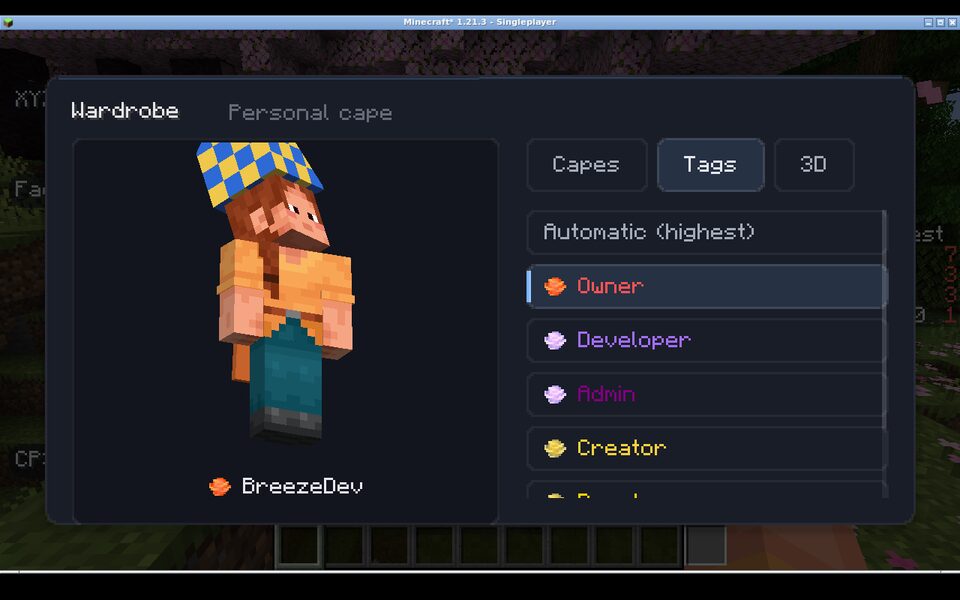 Minecraft* 1.21.3 - Singleplayer
Wardrobe
Personal cape
Capes
Tags
3D
Automatic (highest)
Owner
Developer
Admin
Creator
BreezeDev